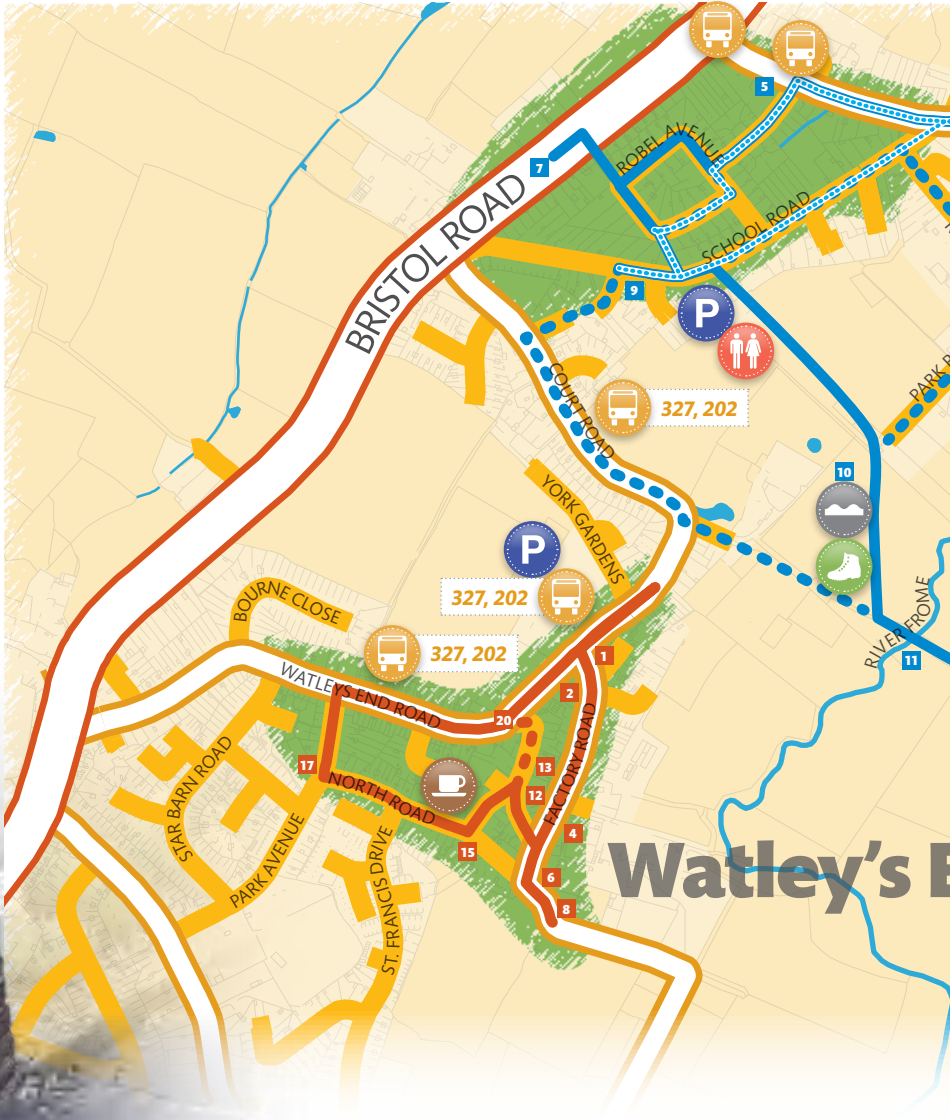 5
ROBEL AVENUE
7
BRISTOL ROAD
SCHOOL ROAD
9
P
PARK R
COURT ROAD
327, 202
10
YORK GARDENS
P
327, 202
BOURNE CLOSE
RIVER FROME
327, 202
1
11
WATLEYS END ROAD
2
20
FACTORY ROAD
STAR BARN ROAD
17
13
NORTH ROAD
12
PARK AVENUE
4
15
ST. FRANCIS DRIVE
Watley's E
6
8